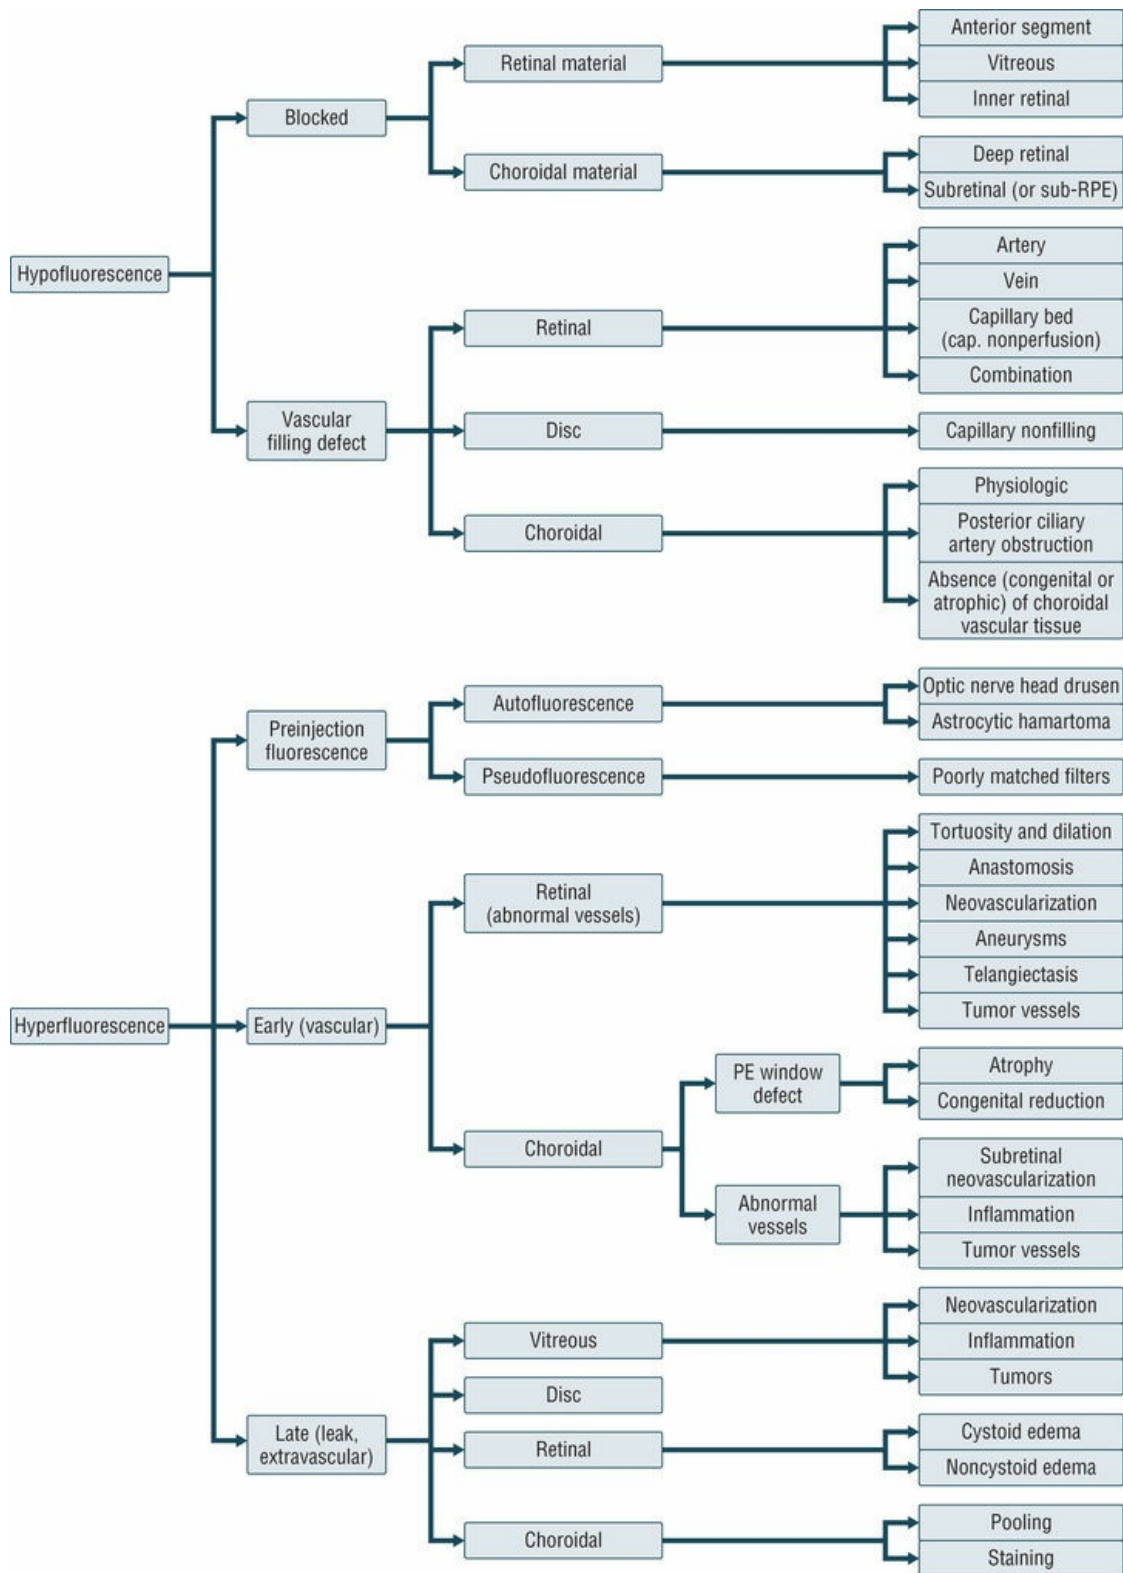 Hypofluorescence
Blocked
Retinal material
Anterior segment
Vitreous
Inner retinal
Choroidal material
Deep retinal
Subretinal (or sub-RPE)
Vascular
filling defect
Retinal
Artery
Vein
Capillary bed
(cap. nonperfusion)
Combination
Disc
Capillary nonfilling
Choroidal
Physiologic
Posterior ciliary
artery obstruction
Absence (congenital or
atrophic) of choroidal
vascular tissue
Hyperfluorescence
Preinjection
fluorescence
Autofluorescence
Optic nerve head drusen
Astrocytic hamartoma
Pseudofluorescence
Poorly matched filters
Early (vascular)
Retinal
(abnormal vessels)
Tortuosity and dilation
Anastomosis
Neovascularization
Aneurysms
Telangiectasis
Tumor vessels
Choroidal
PE window
defect
Atrophy
Congenital reduction
Abnormal
vessels
Subretinal
neovascularization
Inflammation
Tumor vessels
Late (leak,
extravascular)
Vitreous
Neovascularization
Inflammation
Tumors
Disc
Retinal
Cystoid edema
Noncystoid edema
Choroidal
Pooling
Staining